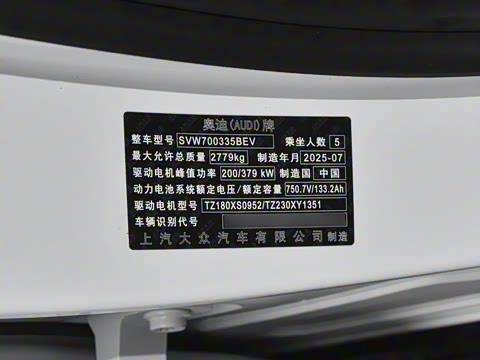 奥迪(AUDI)牌
整车型号 SVW700335BEV 乘坐人数 5
最大允许总质量 2779kg 制造年月 2025-07
驱动电机峰值功率 200/379 kW 制造国 中国
动力电池系统额定电压/额定容量 750.7V/133.2Ah
驱动电机型号 TZ180XS0952/TZ230XY1351
车辆识别代号
上汽大众汽车有限公司 制造